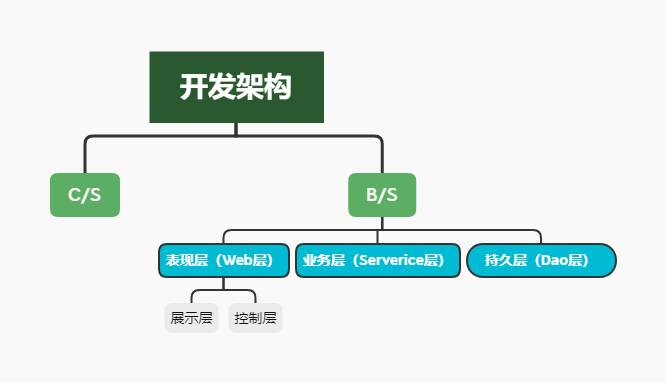 开发架构
C/S
B/S
表现层（Web层）
业务层（Serverice层）
持久层（Dao层）
展示层
控制层